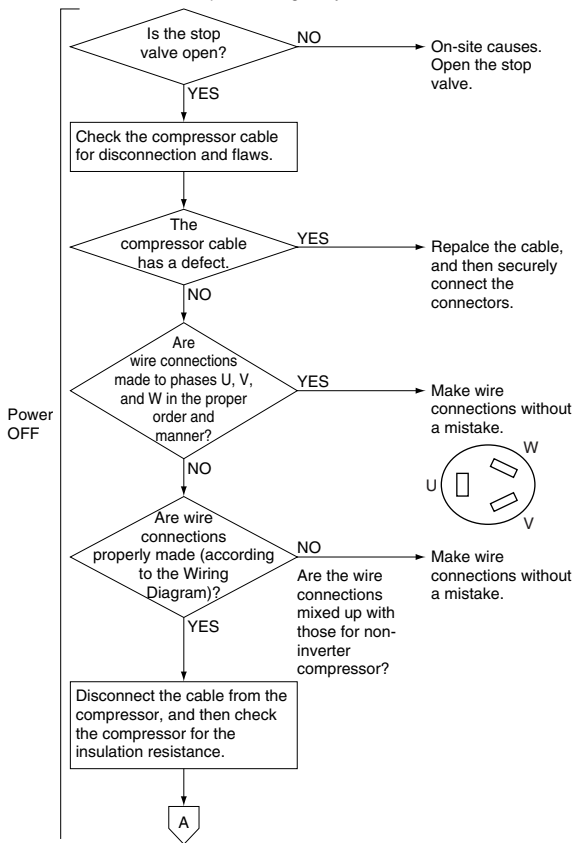 Is the stop
valve open?
NO
On-site causes.
Open the stop
valve.
YES
Check the compressor cable
for disconnection and flaws.
The
compressor cable
has a defect.
YES
Repalce the cable,
and then securely
connect the
connectors.
NO
Are
wire connections
made to phases U, V,
and W in the proper
order and
manner?
YES
Make wire
connections without
a mistake.
Power
OFF
W
U
V
NO
Are wire
connections
properly made (according
to the Wiring
Diagram)?
NO
Are the wire
connections
mixed up with
those for non-
inverter
compressor?
Make wire
connections without
a mistake.
YES
Disconnect the cable from the
compressor, and then check
the compressor for the
insulation resistance.
A